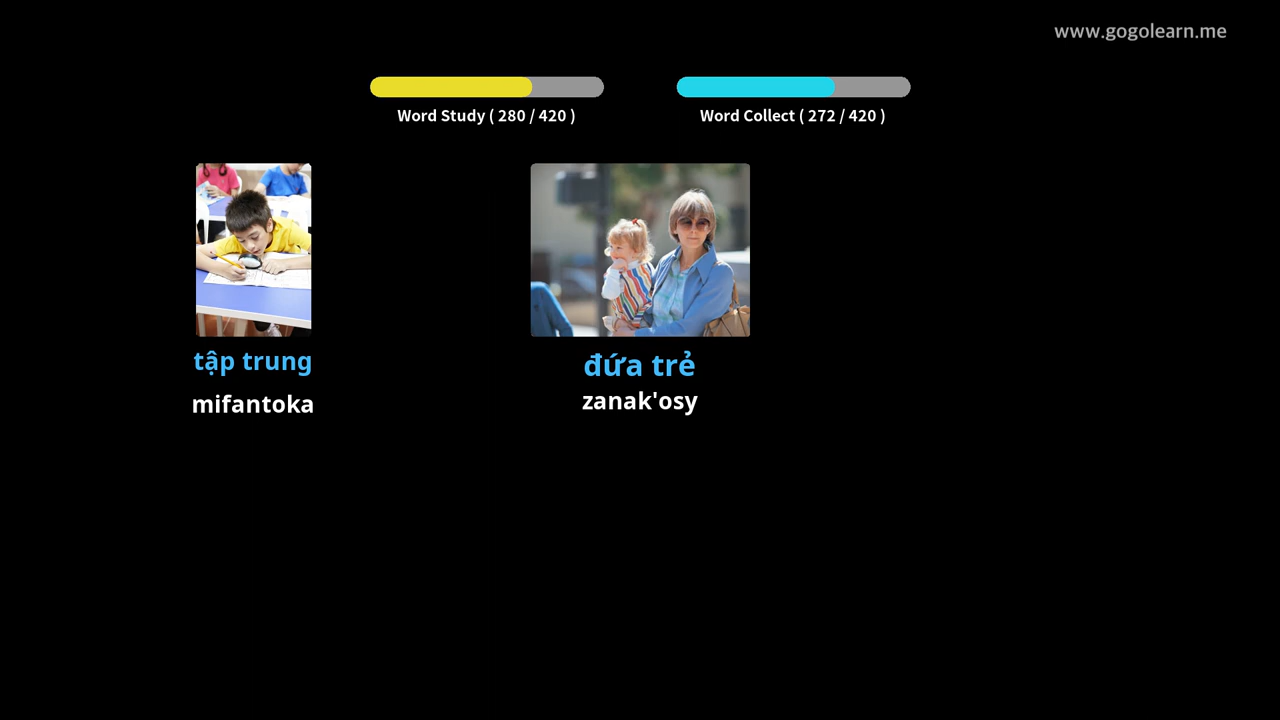 www.gogolearn.me
Word Study ( 280 / 420 )
Word Collect ( 272 / 420 )
tập trung
mifantoka
đứa trẻ
zanak'osy